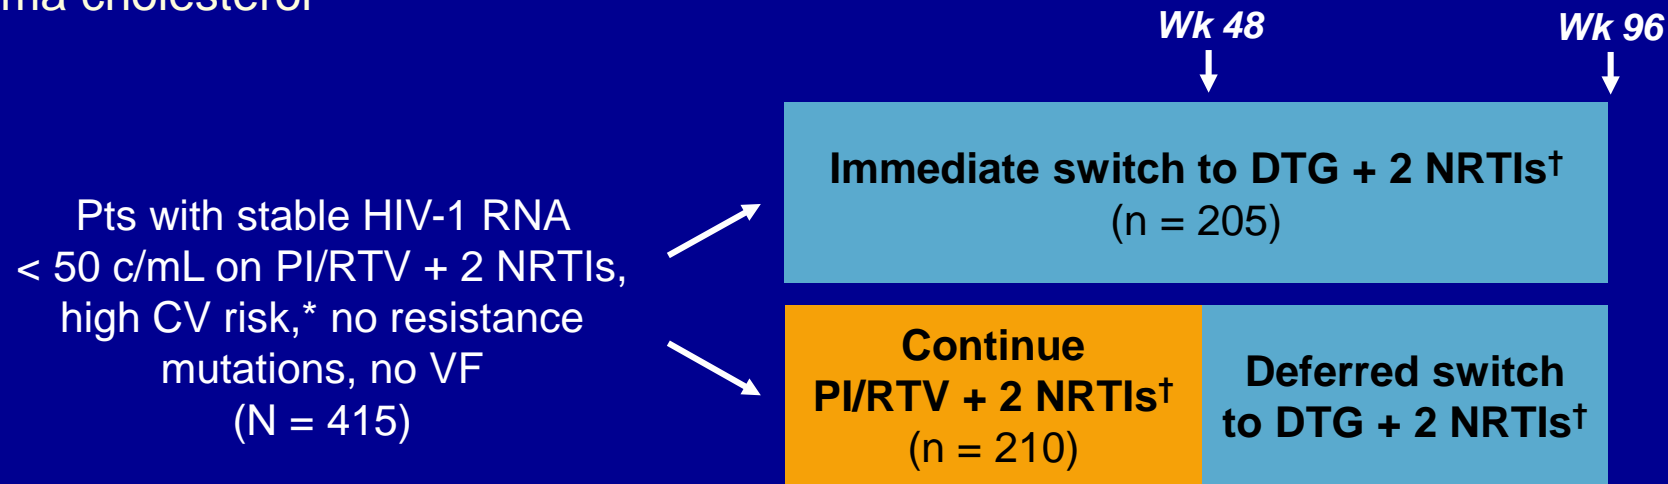 cholesterol
Wk 48
Wk 96
Immediate switch to DTG + 2 NRTIs†
(n = 205)
Pts with stable HIV-1 RNA
< 50 c/mL on PI/RTV + 2 NRTIs,
high CV risk,* no resistance
mutations, no VF
(N = 415)
Continue
PI/RTV + 2 NRTIs†
(n = 210)
Deferred switch
to DTG + 2 NRTIs†